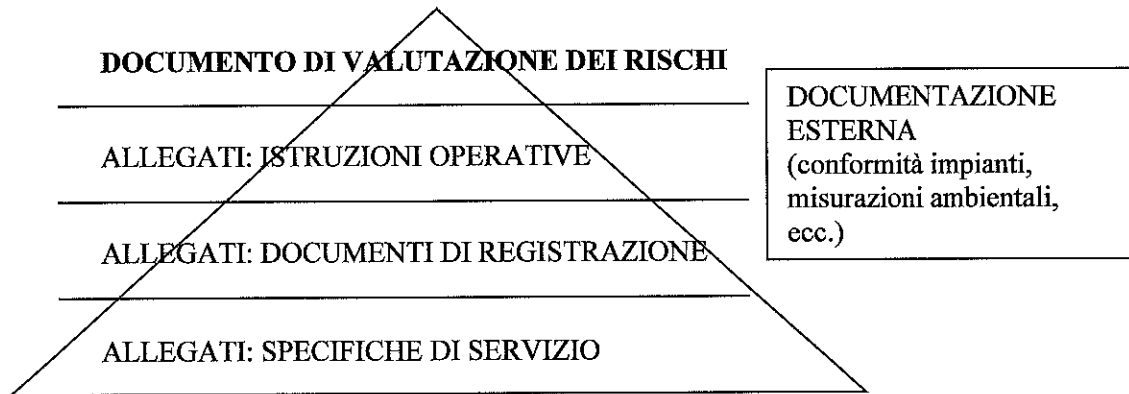 DOCUMENTO DI VALUTAZIONE DEI RISCHI
ALLEGATI: ISTRUZIONI OPERATIVE
ALLEGATI: DOCUMENTI DI REGISTRAZIONE
ALLEGATI: SPECIFICHE DI SERVIZIO
DOCUMENTAZIONE
ESTERNA
(conformità impianti,
misurazioni ambientali,
ecc.)